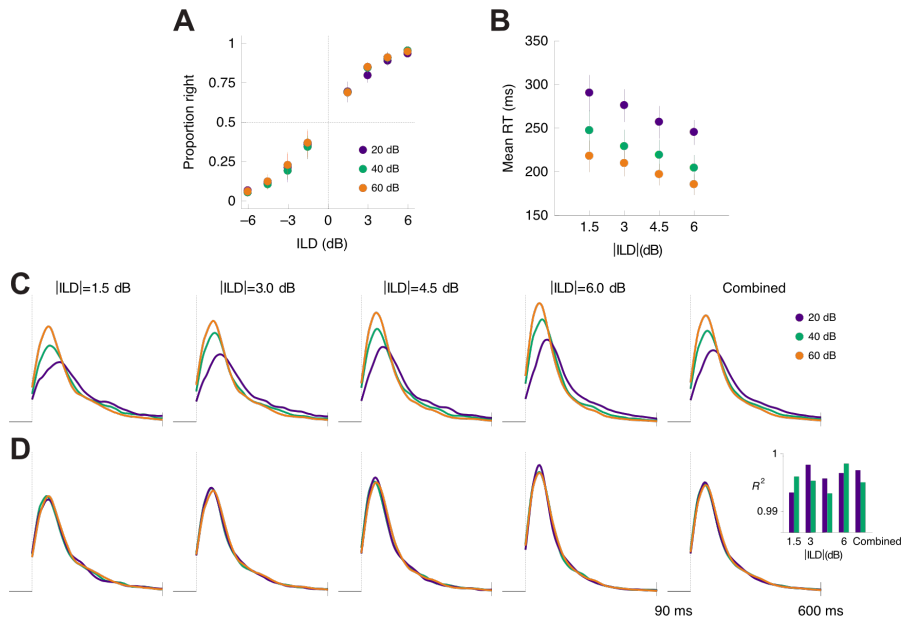 A
B
1
0.75
0.5
0.25
0
Proportion right
20 dB
40 dB
60 dB
−6
−3
0
3
6
ILD (dB)
350
300
250
200
150
Mean RT (ms)
1.5
3
4.5
6
|ILD|(dB)
C
|ILD|=1.5 dB
|ILD|=3.0 dB
|ILD|=4.5 dB
|ILD|=6.0 dB
Combined
20 dB
40 dB
60 dB
D
1
R²
0.99
1.5 3 6 Combined
|ILD|(dB)
90 ms
600 ms